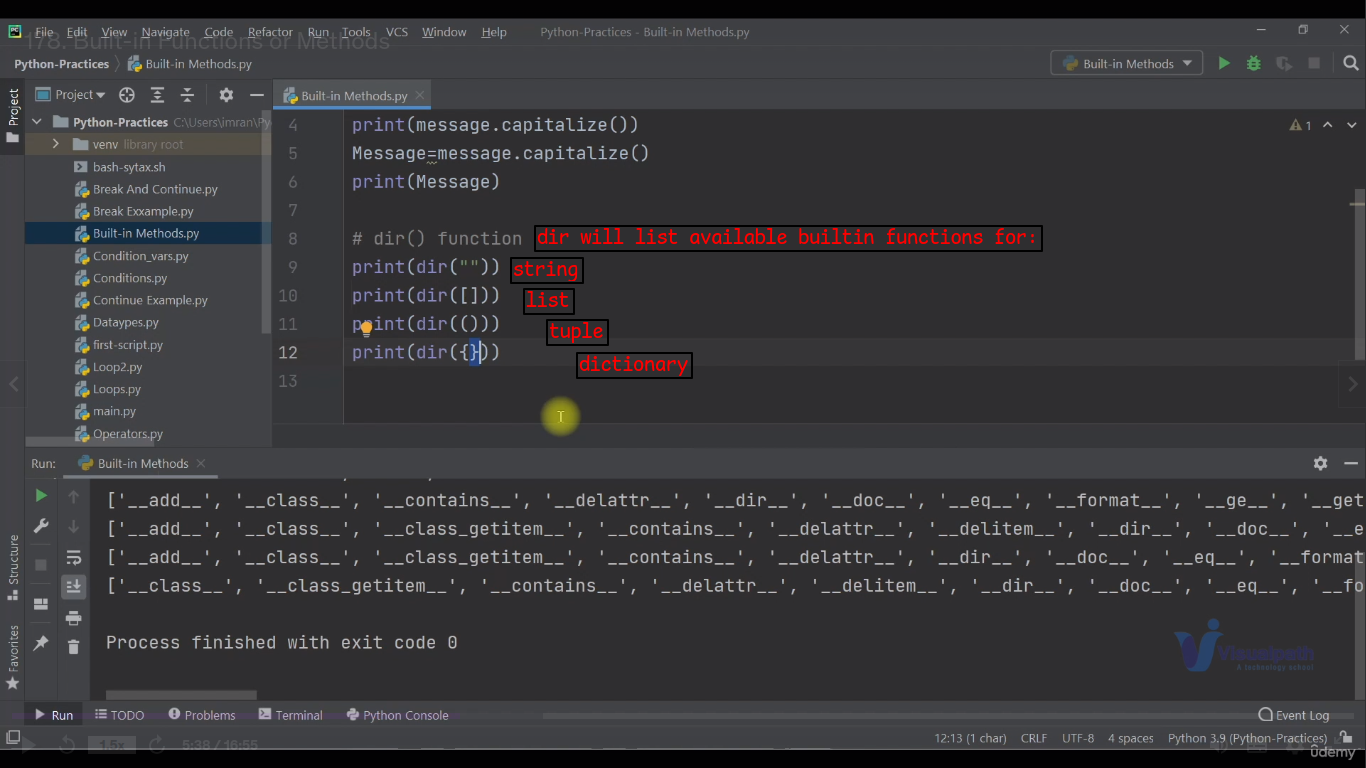 178. Built-in Functions or Methods
File Edit View Navigate Code Refactor Run Tools VCS Window Help Python-Practices - Built-in Methods.py
Python-Practices Built-in Methods.py Built-in Methods
Project Project Built-in Methods.py
Python-Practices C:\Users\imran\Py
venv library root
bash-sytax.sh
Break And Continue.py
Break Exxample.py
Built-in Methods.py
Condition_vars.py
Conditions.py
Continue Example.py
Dataypes.py
first-script.py
Loop2.py
Loops.py
main.py
Operators.py
4 print(message.capitalize()) 1
5 Message=message.capitalize()
6 print(Message)
7
8 # dir() function dir will list available builtin functions for:
9 print(dir("")) string
10 print(dir([])) list
11 print(dir(())) tuple
12 print(dir({})) dictionary
13
Run: Built-in Methods
['__add__', '__class__', '__contains__', '__delattr__', '__dir__', '__doc__', '__eq__', '__format__', '__ge__', '__get
['__add__', '__class__', '__class_getitem__', '__contains__', '__delattr__', '__delitem__', '__dir__', '__doc__', '__e
['__add__', '__class__', '__class_getitem__', '__contains__', '__delattr__', '__dir__', '__doc__', '__eq__', '__format
['__class__', '__class_getitem__', '__contains__', '__delattr__', '__delitem__', '__dir__', '__doc__', '__eq__', '__fo
Process finished with exit code 0
Structure
Favorites
Visualpath
A technology school
Run TODO Problems Terminal Python Console Event Log
12:13 (1 char) CRLF UTF-8 4 spaces Python 3.9 (Python-Practices)
1.5x 5:38 / 16:55
udemy